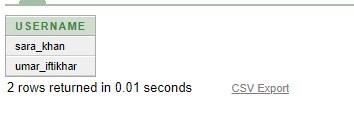 USERNAME
sara_khan
umar_iftikhar
2 rows returned in 0.01 seconds CSV Export